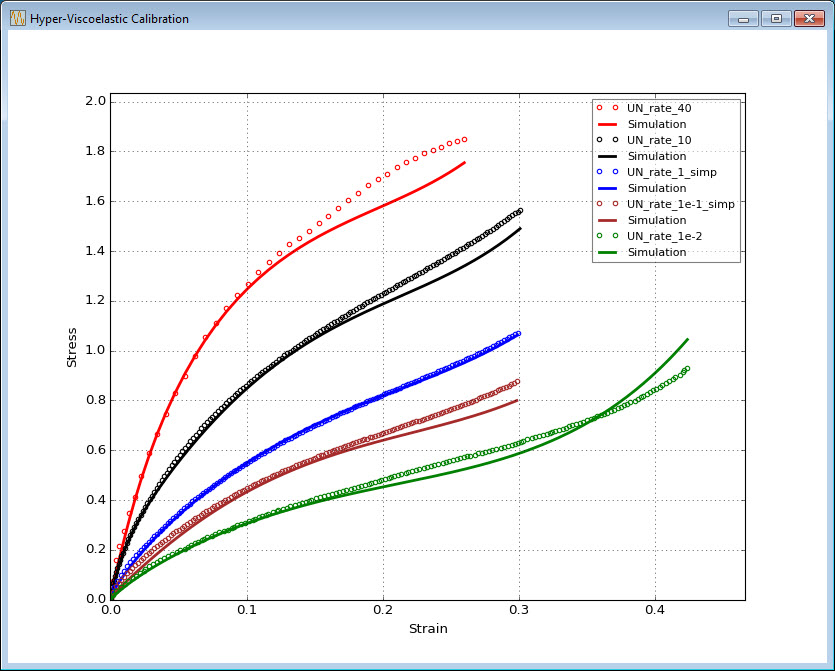 Hyper-Viscoelastic Calibration
2.0
1.8
1.6
1.4
1.2
1.0
0.8
0.6
0.4
0.2
0.0
Stress
UN_rate_40
Simulation
UN_rate_10
Simulation
UN_rate_1_simp
Simulation
UN_rate_1e-1_simp
Simulation
UN_rate_1e-2
Simulation
0.0 0.1 0.2 0.3 0.4
Strain